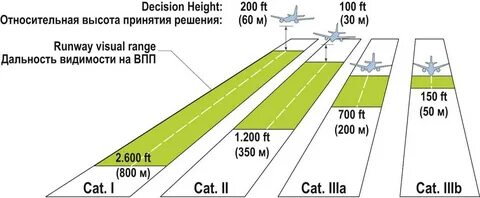 Decision Height:
200 ft
100 ft
Относительная высота принятия решения:
(60 м)
(30 м)
Runway visual range
Дальность видимости на ВПП
2.600 ft
(800 м)
1.200 ft
(350 м)
700 ft
(200 м)
150 ft
(50 м)
Cat. I
Cat. II
Cat. IIIa
Cat. IIIb